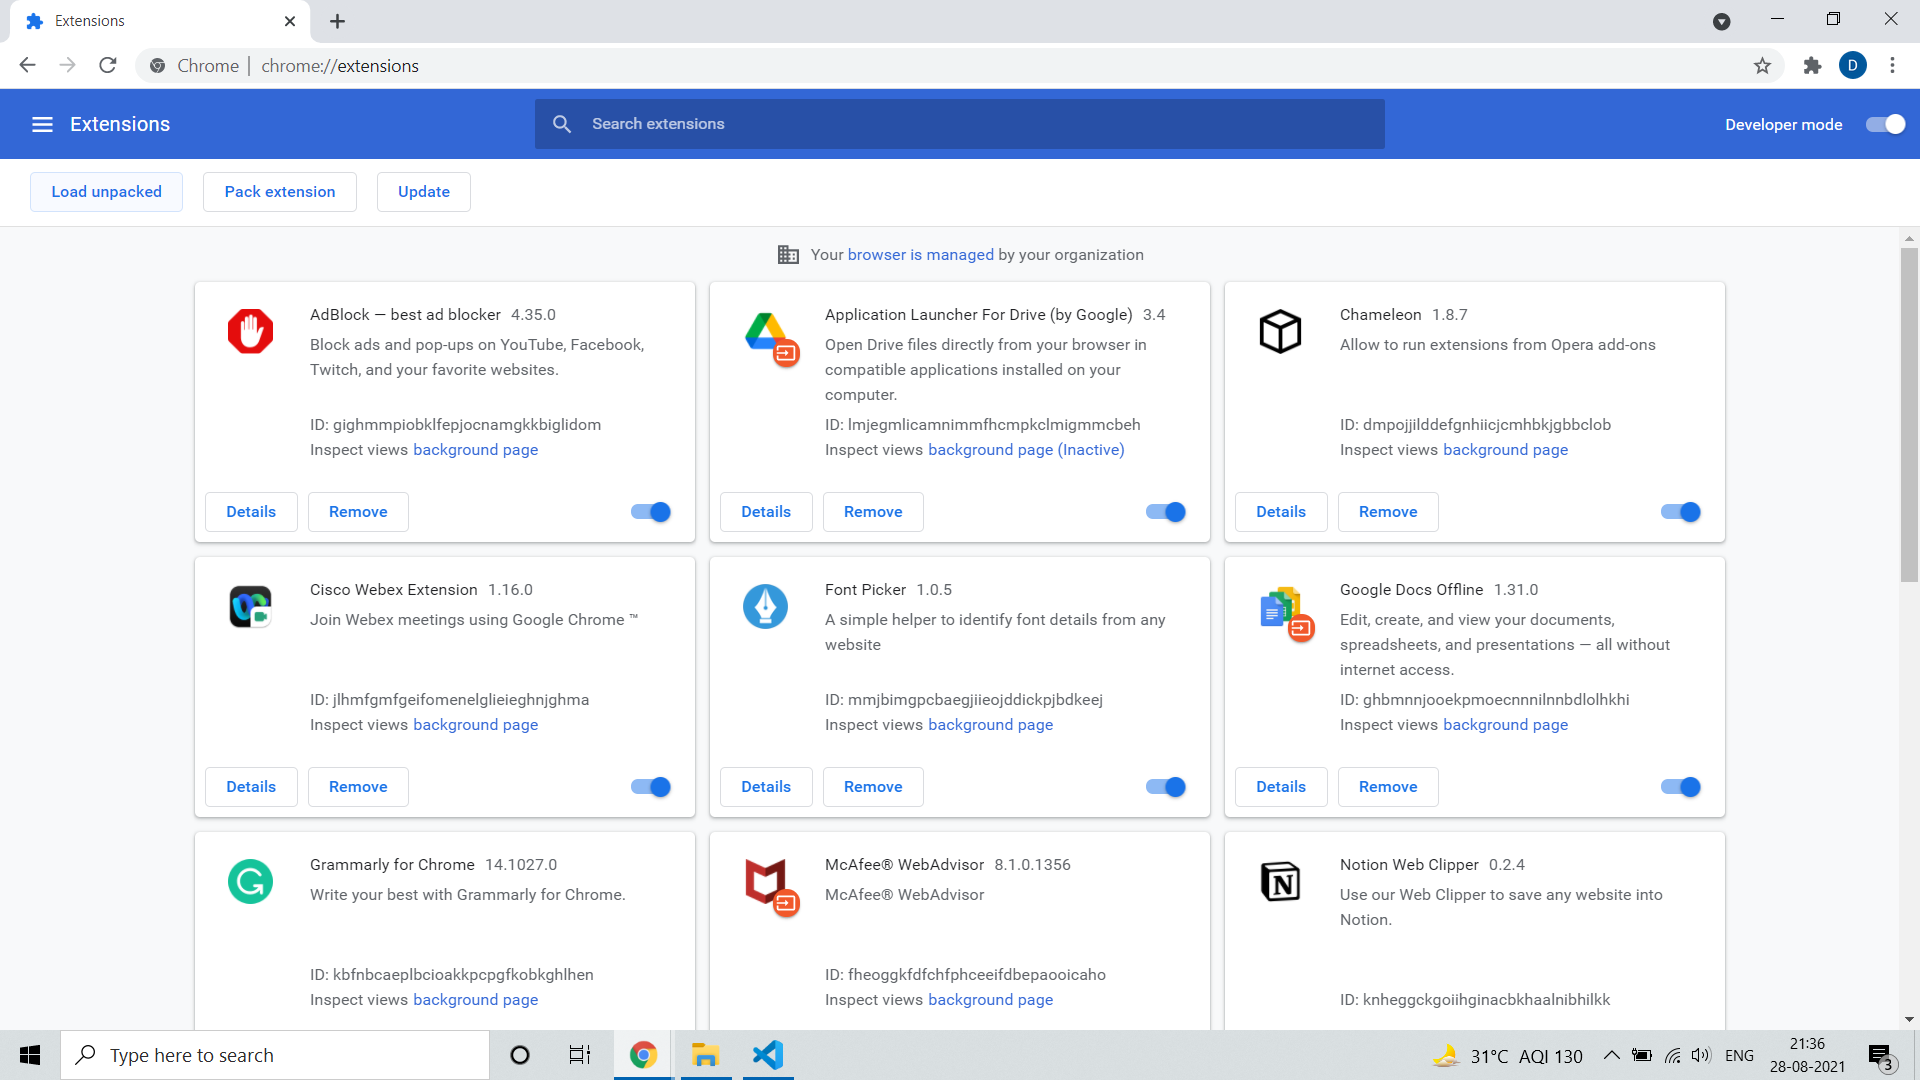 Extensions
Chrome | chrome://extensions
D
Extensions
Search extensions
Developer mode
Load unpacked
Pack extension
Update
Your browser is managed by your organization
AdBlock — best ad blocker 4.35.0
Block ads and pop-ups on YouTube, Facebook,
Twitch, and your favorite websites.
ID: gighmmpiobklfepjocnamgkkbiglidom
Inspect views background page
Details
Remove
Application Launcher For Drive (by Google) 3.4
Open Drive files directly from your browser in
compatible applications installed on your
computer.
ID: lmjegmlicamnimmfhcmpkclmigmmcbeh
Inspect views background page (Inactive)
Details
Remove
Chameleon 1.8.7
Allow to run extensions from Opera add-ons
ID: dmpojjilddefgnhiicjcmhbkjgbbclob
Inspect views background page
Details
Remove
Cisco Webex Extension 1.16.0
Join Webex meetings using Google Chrome ™
ID: jlhmfgmfgeifomenelglieieghnjghma
Inspect views background page
Details
Remove
Font Picker 1.0.5
A simple helper to identify font details from any
website
ID: mmjbimgpcbaegjiieojddickpjbdkeej
Inspect views background page
Details
Remove
Google Docs Offline 1.31.0
Edit, create, and view your documents,
spreadsheets, and presentations — all without
internet access.
ID: ghbmnnjooekpmoecnnnilnnbdlolhkhi
Inspect views background page
Details
Remove
Grammarly for Chrome 14.1027.0
Write your best with Grammarly for Chrome.
ID: kbfnbcaeplbcioakkpcpgfkobkghlhen
Inspect views background page
McAfee® WebAdvisor 8.1.0.1356
McAfee® WebAdvisor
ID: fheoggkfdfchfphceeifdbepaooicaho
Inspect views background page
Notion Web Clipper 0.2.4
Use our Web Clipper to save any website into
Notion.
ID: knheggckgoiihginacbkhaalnibhilkk
Type here to search
31°C AQI 130
ENG
21:36
28-08-2021
3